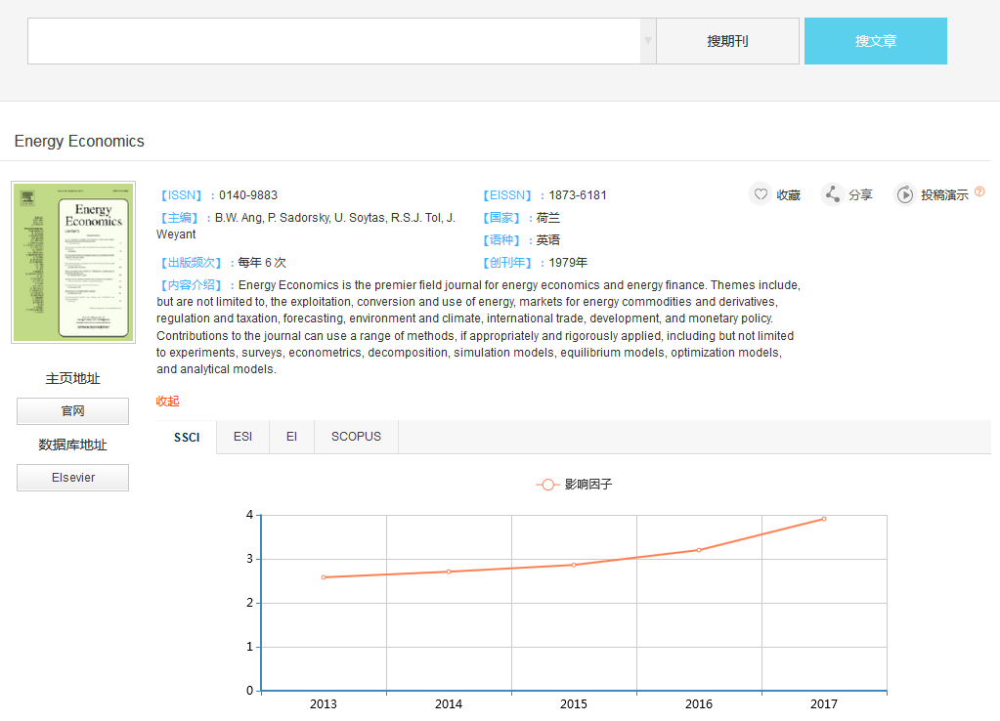 搜期刊
搜文章
Energy Economics
Energy
Economics
【ISSN】：0140-9883
【EISSN】：1873-6181
收藏
分享
投稿演示
?
【主编】：B.W. Ang, P. Sadorsky, U. Soytas, R.S.J. Tol, J.
Weyant
【国家】：荷兰
【语种】：英语
【出版频次】：每年 6 次
【创刊年】：1979年
【内容介绍】：Energy Economics is the premier field journal for energy economics and energy finance. Themes include,
but are not limited to, the exploitation, conversion and use of energy, markets for energy commodities and derivatives,
regulation and taxation, forecasting, environment and climate, international trade, development, and monetary policy.
Contributions to the journal can use a range of methods, if appropriately and rigorously applied, including but not limited
to experiments, surveys, econometrics, decomposition, simulation models, equilibrium models, optimization models,
and analytical models.
收起
主页地址
官网
数据库地址
Elsevier
SSCI
ESI
EI
SCOPUS
影响因子
4
3
2
1
0
2013
2014
2015
2016
2017